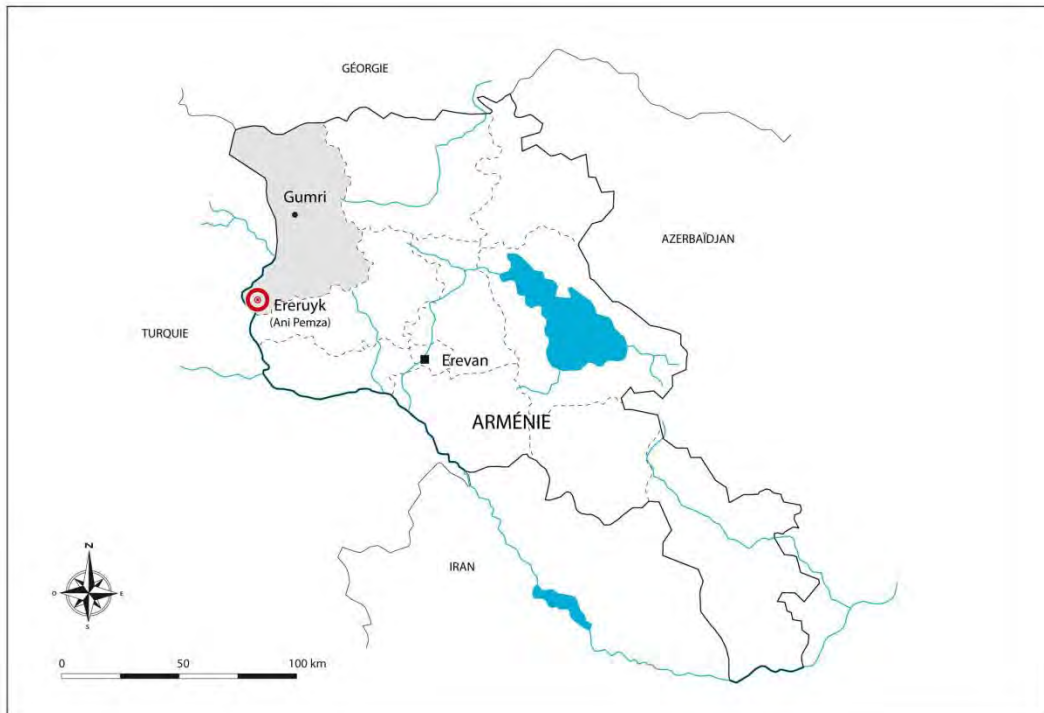 GÉORGIE
Gumri
AZERBAÏDJAN
Ereruyk
(Ani Pemza)
TURQUIE
Erevan
ARMÉNIE
IRAN
N
O
E
S
0
50
100 km